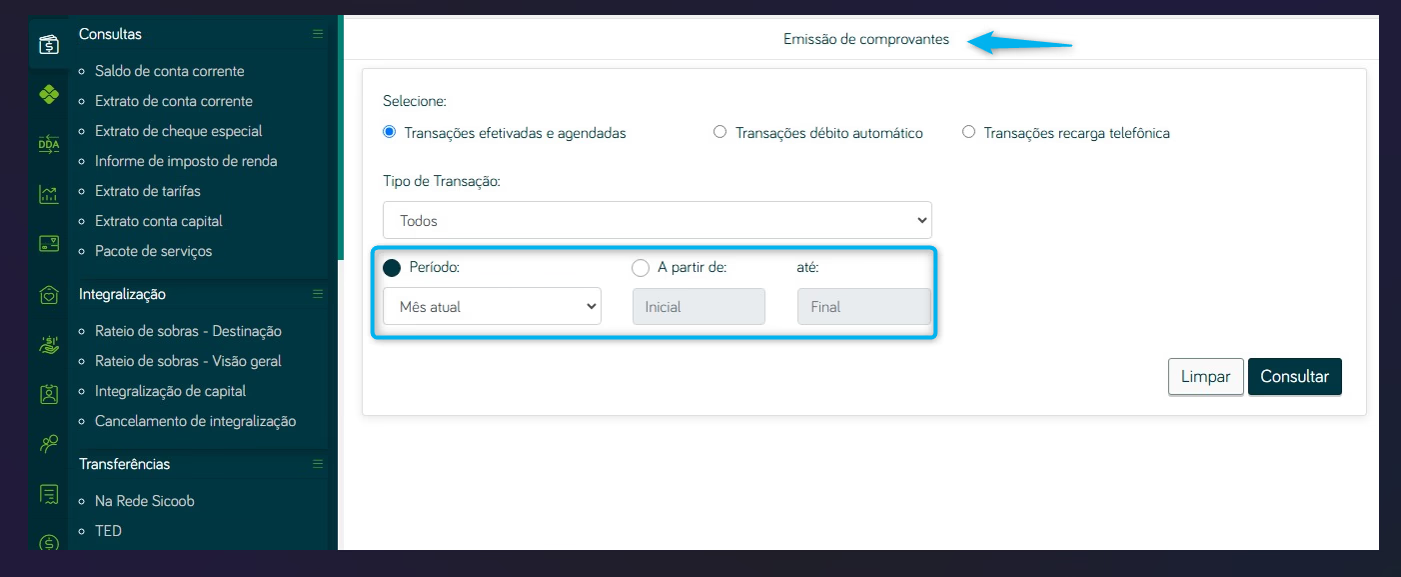 Consultas
Saldo de conta corrente
Extrato de conta corrente
Extrato de cheque especial
Informe de imposto de renda
Extrato de tarifas
Extrato conta capital
Pacote de serviços
Integralização
Rateio de sobras - Destinação
Rateio de sobras - Visão geral
Integralização de capital
Cancelamento de integralização
Transferências
Na Rede Sicoob
TED
DDA
Emissão de comprovantes
Selecione:
Transações efetivadas e agendadas Transações débito automático Transações recarga telefônica
Tipo de Transação:
Todos
Período: A partir de: até:
Mês atual Inicial Final
Limpar Consultar